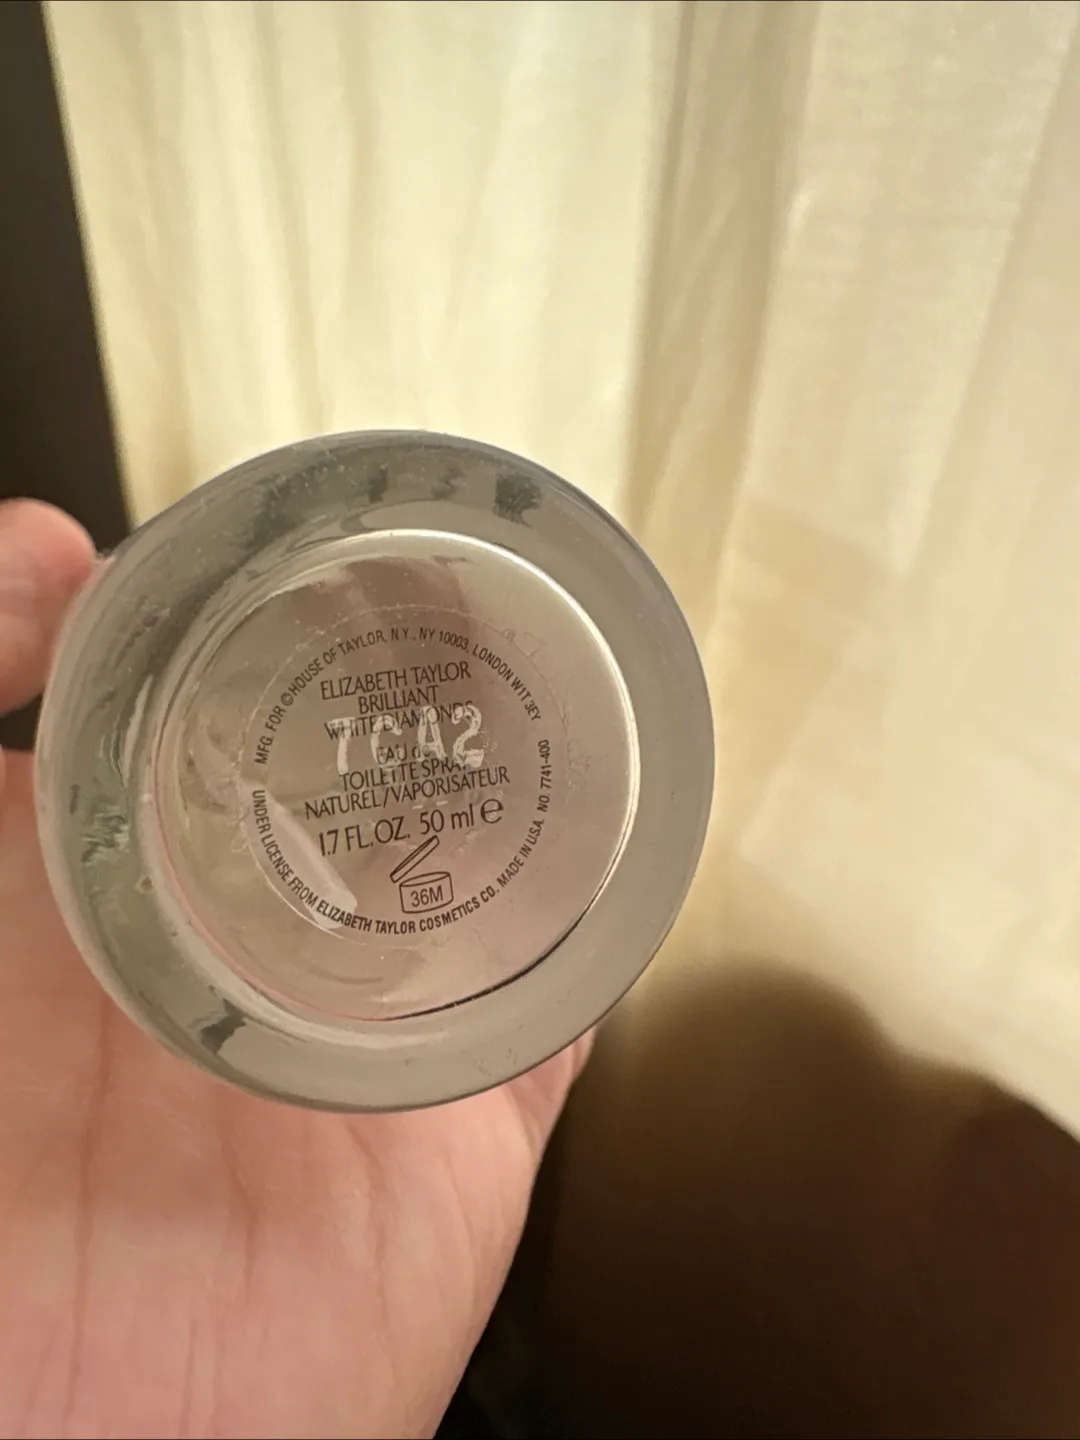 MFG. FOR ©HOUSE OF TAYLOR, N.Y., NY 10003, LONDON W1T 3EY
ELIZABETH TAYLOR
BRILLIANT
WHITE DIAMONDS
7CA2
EAU de
TOILETTE SPRAY
NATUREL/VAPORISATEUR
1.7 FL.OZ. 50 ml ℮
36M
UNDER LICENSE FROM ELIZABETH TAYLOR COSMETICS CO. MADE IN USA. NO. 7741-400